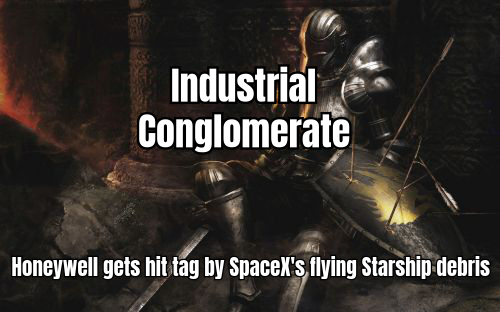 Industrial
Conglomerate
Honeywell gets hit tag by SpaceX's flying Starship debris